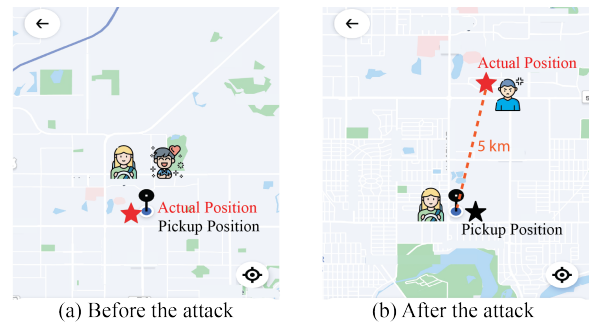 Actual Position
Pickup Position
(a) Before the attack
Actual Position
5 km
Pickup Position
(b) After the attack